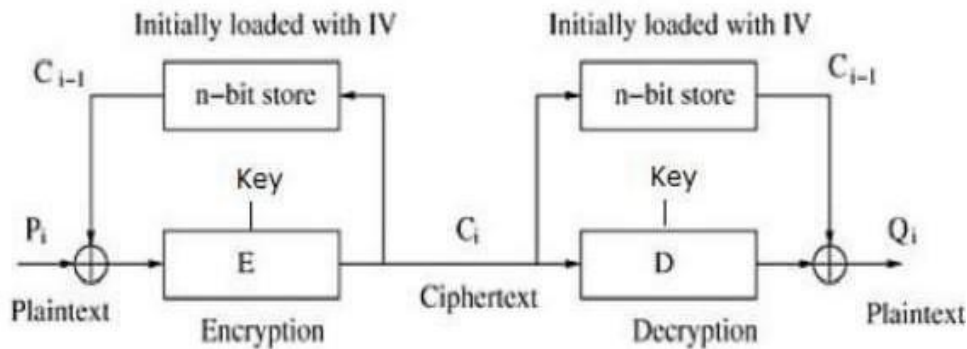 Initially loaded with IV
Initially loaded with IV
C i−1
n−bit store
n−bit store
C i−1
Key
Key
P i
E
C i
D
Q i
Plaintext
Encryption
Ciphertext
Decryption
Plaintext